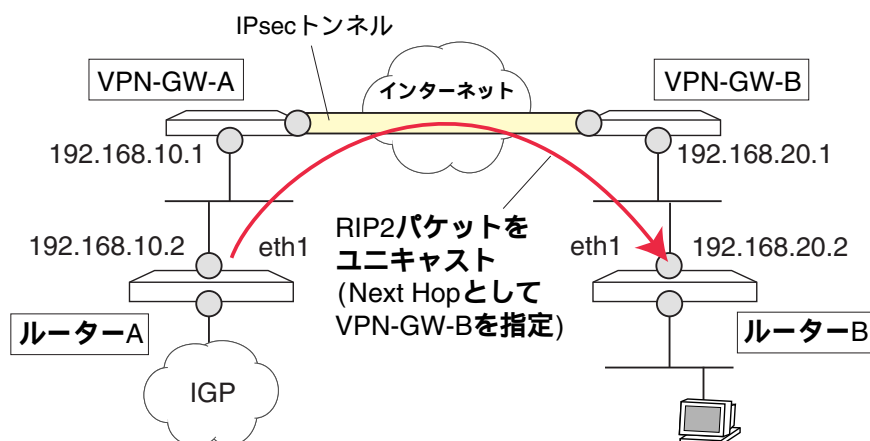 IPsecトンネル
VPN-GW-A
インターネット
VPN-GW-B
192.168.10.1
192.168.20.1
192.168.10.2
eth1
RIP2パケットを
ユニキャスト
(Next Hopとして
VPN-GW-Bを指定)
eth1
192.168.20.2
ルーターA
ルーターB
IGP